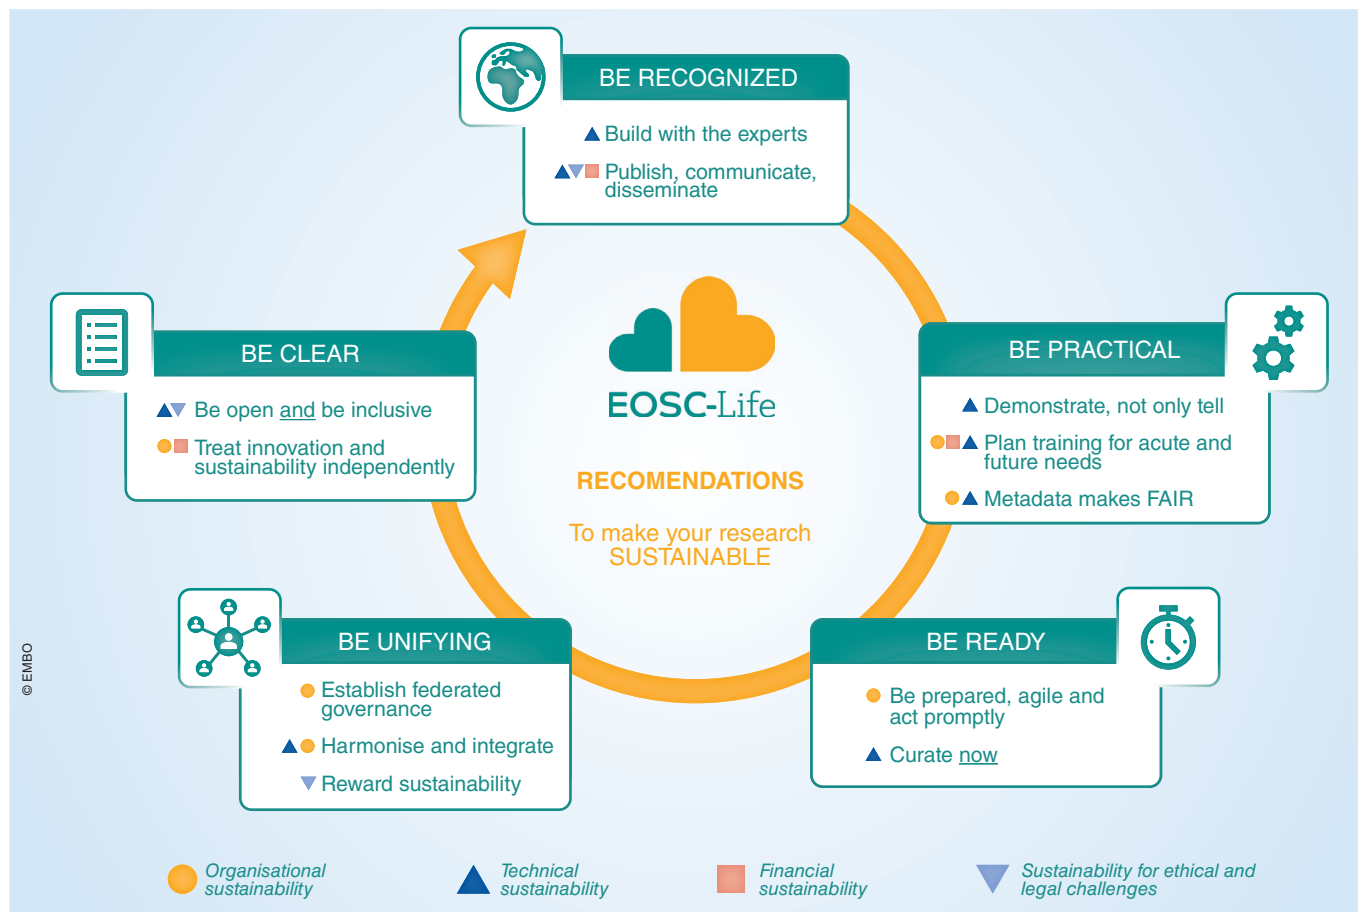 BE RECOGNIZED
Build with the experts
Publish, communicate,
disseminate
BE PRACTICAL
Demonstrate, not only tell
Plan training for acute and
future needs
Metadata makes FAIR
BE READY
Be prepared, agile and
act promptly
Curate now
BE UNIFYING
Establish federated
governance
Harmonise and integrate
Reward sustainability
BE CLEAR
Be open and be inclusive
Treat innovation and
sustainability independently
EOSC-Life
RECOMENDATIONS
To make your research
SUSTAINABLE
© EMBO
Organisational
sustainability
Technical
sustainability
Financial
sustainability
Sustainability for ethical and
legal challenges